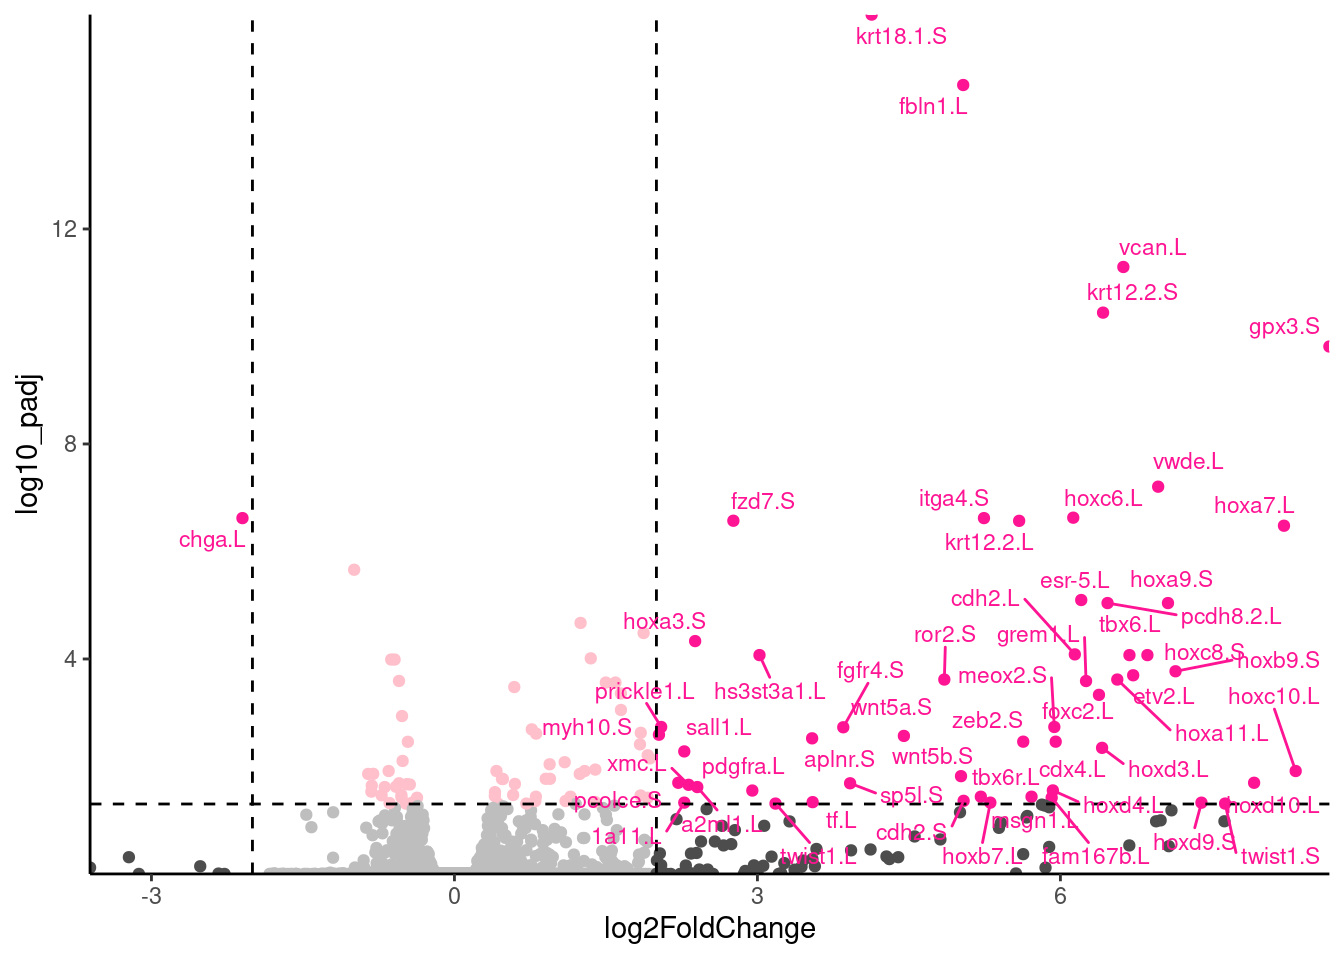 krt18.1.S
fbln1.L
12
vcan.L
krt12.2.S
gpx3.S
log10_padj
8
vwde.L
fzd7.S
itga4.S
hoxc6.L
hoxa7.L
chga.L
krt12.2.L
esr-5.L
hoxa9.S
cdh2.L
pcdh8.2.L
hoxa3.S
ror2.S
grem1.L
tbx6.L
4
hoxc8.S
hoxb9.S
fgfr4.S
meox2.S
prickle1.L
hs3st3a1.L
etv2.L
hoxc10.L
wnt5a.S
foxc2.L
myh10.S
sall1.L
zeb2.S
hoxa11.L
aplnr.S
wnt5b.S
xmc.L
pdgfra.L
tbx6r.L
cdx4.L
hoxd3.L
pcolce.S
sp5l.S
hoxd4.L
hoxd10.L
1a11.L
a2ml1.L
tf.L
cdh2.S
msgn1.L
hoxd9.S
twist1.L
hoxb7.L
fam167b.L
twist1.S
-3
0
3
6
log2FoldChange